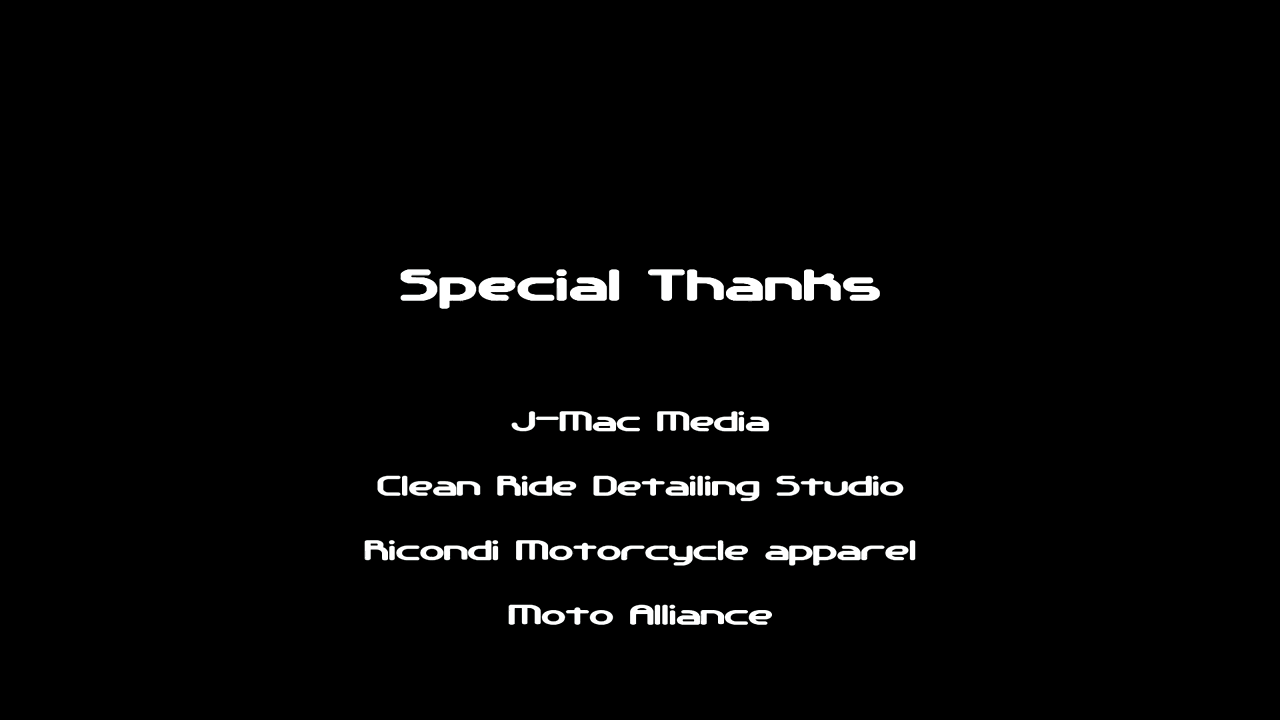 Special Thanks
J-Mac Media
Clean Ride Detailing Studio
Ricondi Motorcycle apparel
Moto Alliance